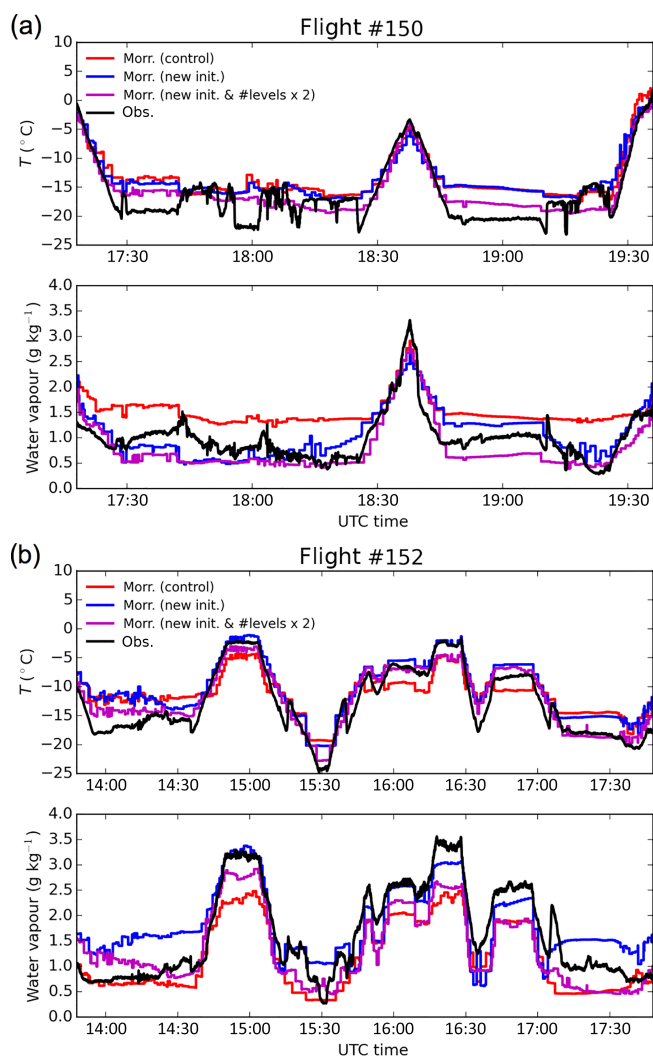 (a)
Flight #150
10
5
0
−5
−10
−15
−20
−25
T (°C)
Morr. (control)
Morr. (new init.)
Morr. (new init. & #levels x 2)
Obs.
17:30 18:00 18:30 19:00 19:30
4.0
3.5
3.0
2.5
2.0
1.5
1.0
0.5
0.0
Water vapour (g kg⁻¹)
17:30 18:00 18:30 19:00 19:30
UTC time
(b)
Flight #152
10
5
0
−5
−10
−15
−20
−25
T (°C)
Morr. (control)
Morr. (new init.)
Morr. (new init. & #levels x 2)
Obs.
14:00 14:30 15:00 15:30 16:00 16:30 17:00 17:30
4.0
3.5
3.0
2.5
2.0
1.5
1.0
0.5
0.0
Water vapour (g kg⁻¹)
14:00 14:30 15:00 15:30 16:00 16:30 17:00 17:30
UTC time